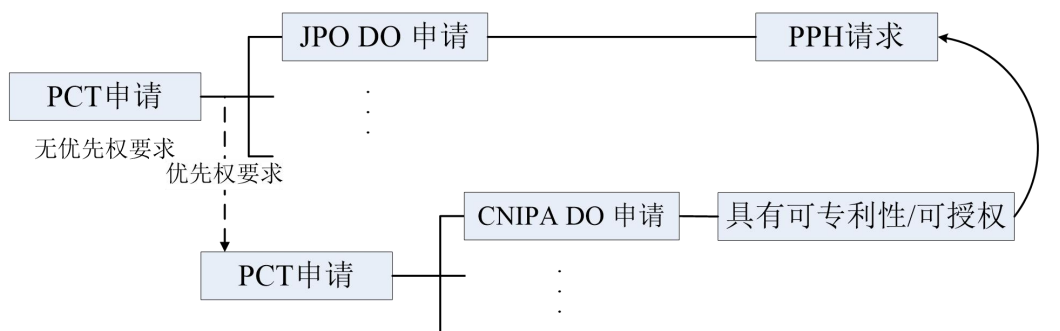 JPO DO 申请
PPH请求
PCT申请
无优先权要求
优先权要求
CNIPA DO 申请
具有可专利性/可授权
PCT申请